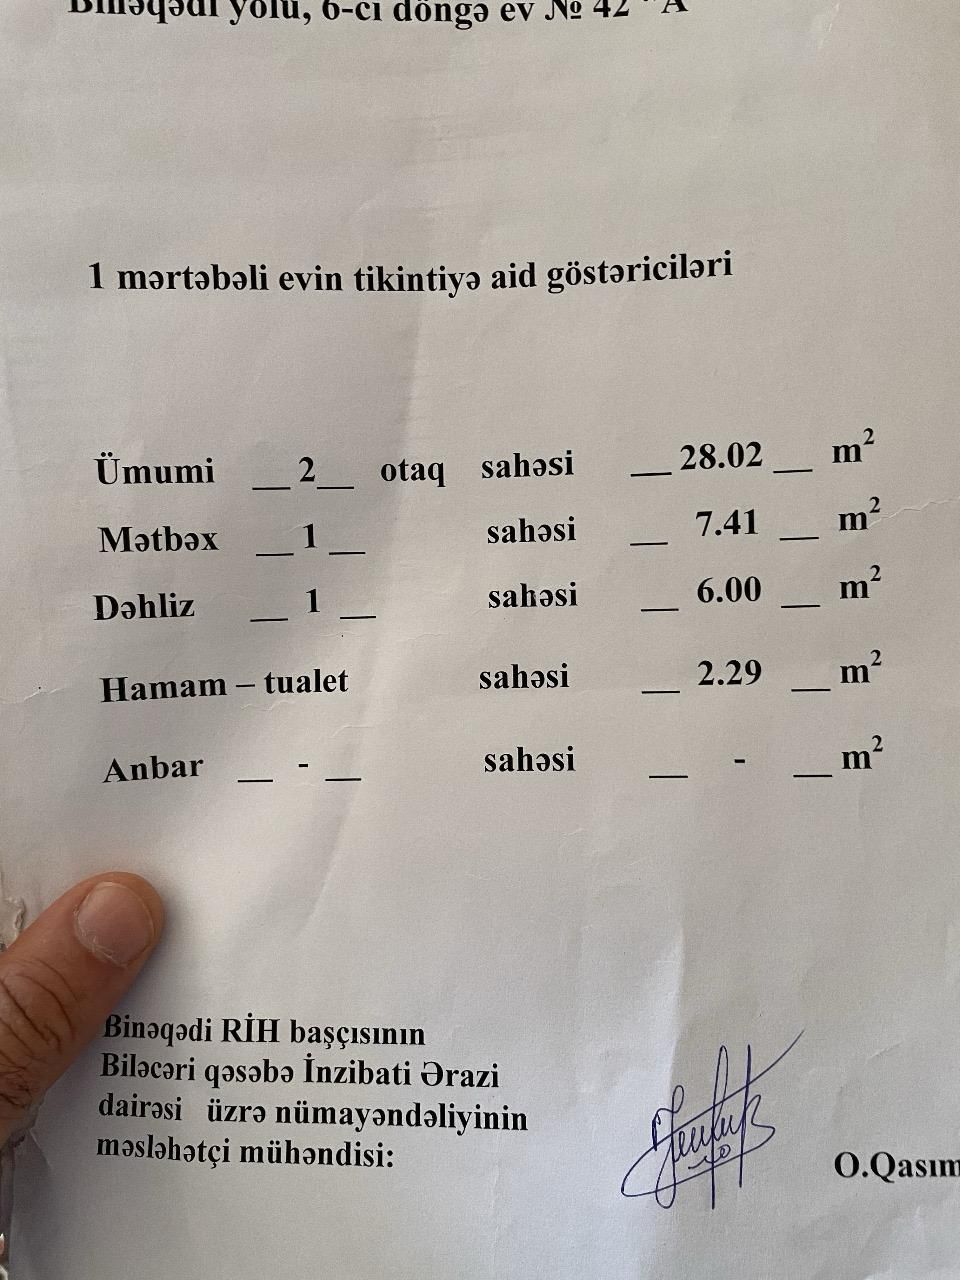 Binəqədi yolu, 6-cı döngə ev № 42 "A
1 mərtəbəli evin tikintiyə aid göstəriciləri
Ümumi __ 2 __ otaq sahəsi __ 28.02 __ m²
Mətbəx __ 1 __ sahəsi __ 7.41 __ m²
Dəhliz __ 1 __ sahəsi __ 6.00 __ m²
Hamam – tualet sahəsi __ 2.29 __ m²
Anbar __ - __ sahəsi __ - __ m²
Binəqədi RİH başçısının
Biləcəri qəsəbə İnzibati Ərazi
dairəsi üzrə nümayəndəliyinin
məsləhətçi mühəndisi:
O.Qasım